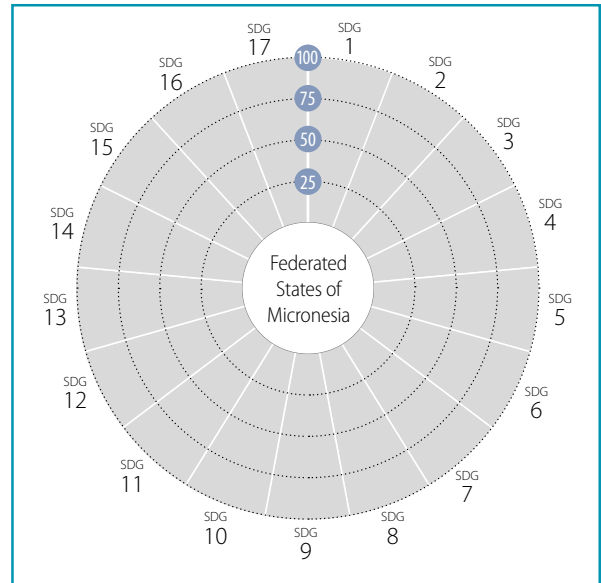 SDG
1
SDG
2
SDG
3
SDG
4
SDG
5
SDG
6
SDG
7
SDG
8
SDG
9
SDG
10
SDG
11
SDG
12
SDG
13
SDG
14
SDG
15
SDG
16
SDG
17
100
75
50
25
Federated
States of
Micronesia